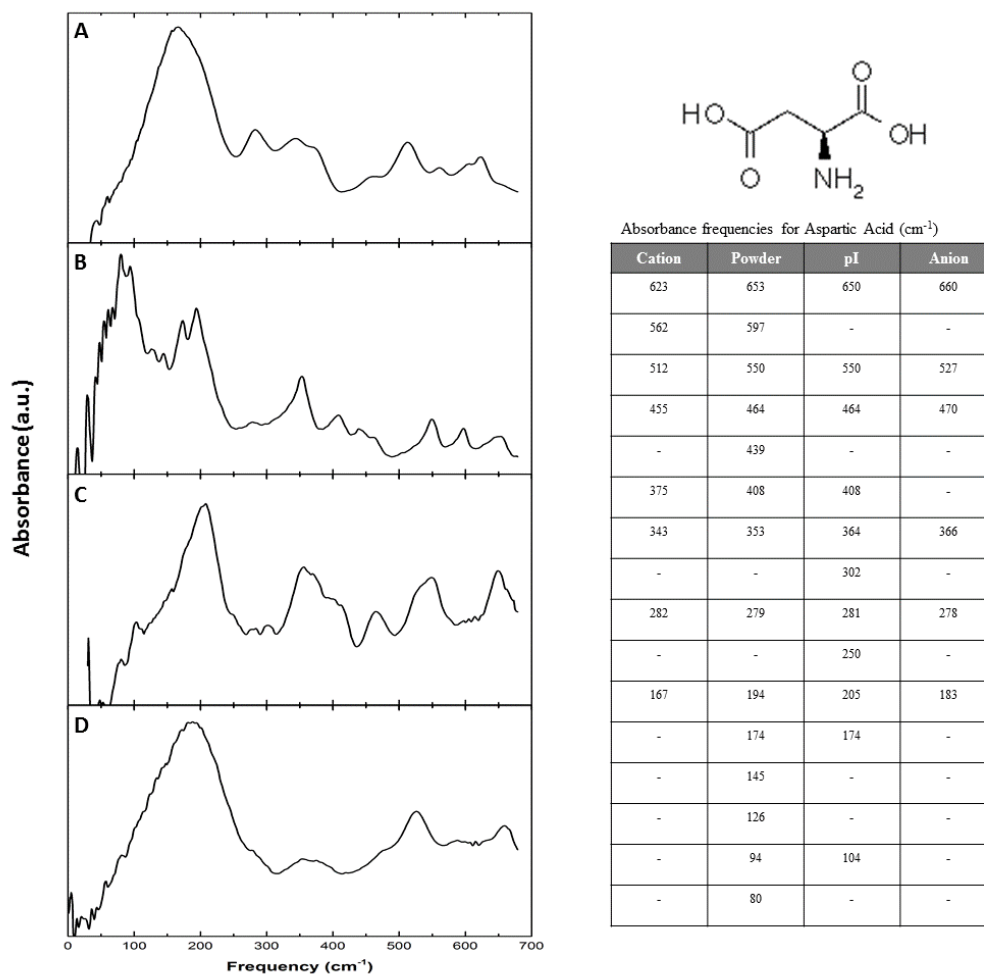 A
B
C
D
Absorbance (a.u.)
0 100 200 300 400 500 600 700
Frequency (cm-1)
O
HO
OH
O
NH2
Absorbance frequencies for Aspartic Acid (cm-1)
Cation Powder pI Anion
623 653 650 660
562 597 - -
512 550 550 527
455 464 464 470
- 439 - -
375 408 408 -
343 353 364 366
- - 302 -
282 279 281 278
- - 250 -
167 194 205 183
- 174 174 -
- 145 - -
- 126 - -
- 94 104 -
- 80 - -